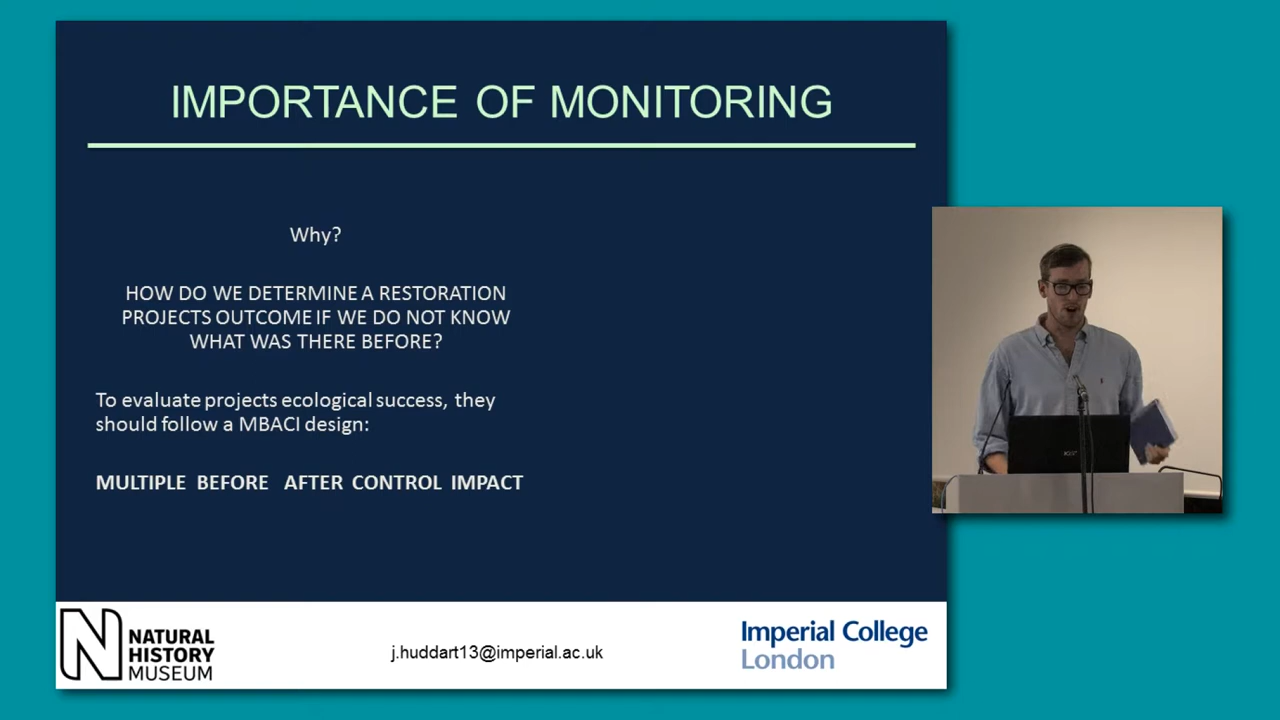 IMPORTANCE OF MONITORING
Why?
HOW DO WE DETERMINE A RESTORATION
PROJECTS OUTCOME IF WE DO NOT KNOW
WHAT WAS THERE BEFORE?
To evaluate projects ecological success, they
should follow a MBACI design:
MULTIPLE BEFORE AFTER CONTROL IMPACT
N NATURAL
HISTORY
MUSEUM
j.huddart13@imperial.ac.uk
Imperial College
London
acer